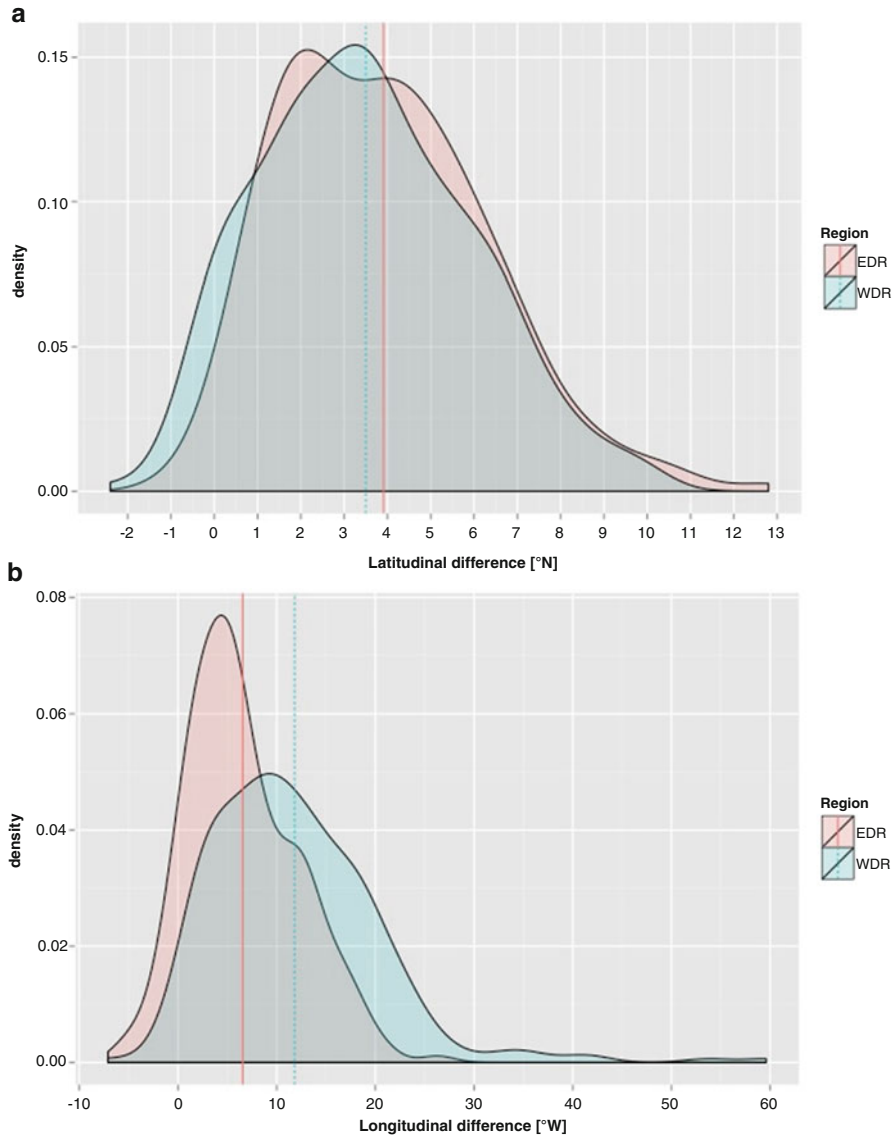 a
0.15
0.10
0.05
0.00
density
-2 -1 0 1 2 3 4 5 6 7 8 9 10 11 12 13
Latitudinal difference [°N]
Region
EDR
WDR
b
0.08
0.06
0.04
0.02
0.00
density
-10 0 10 20 30 40 50 60
Longitudinal difference [°W]
Region
EDR
WDR